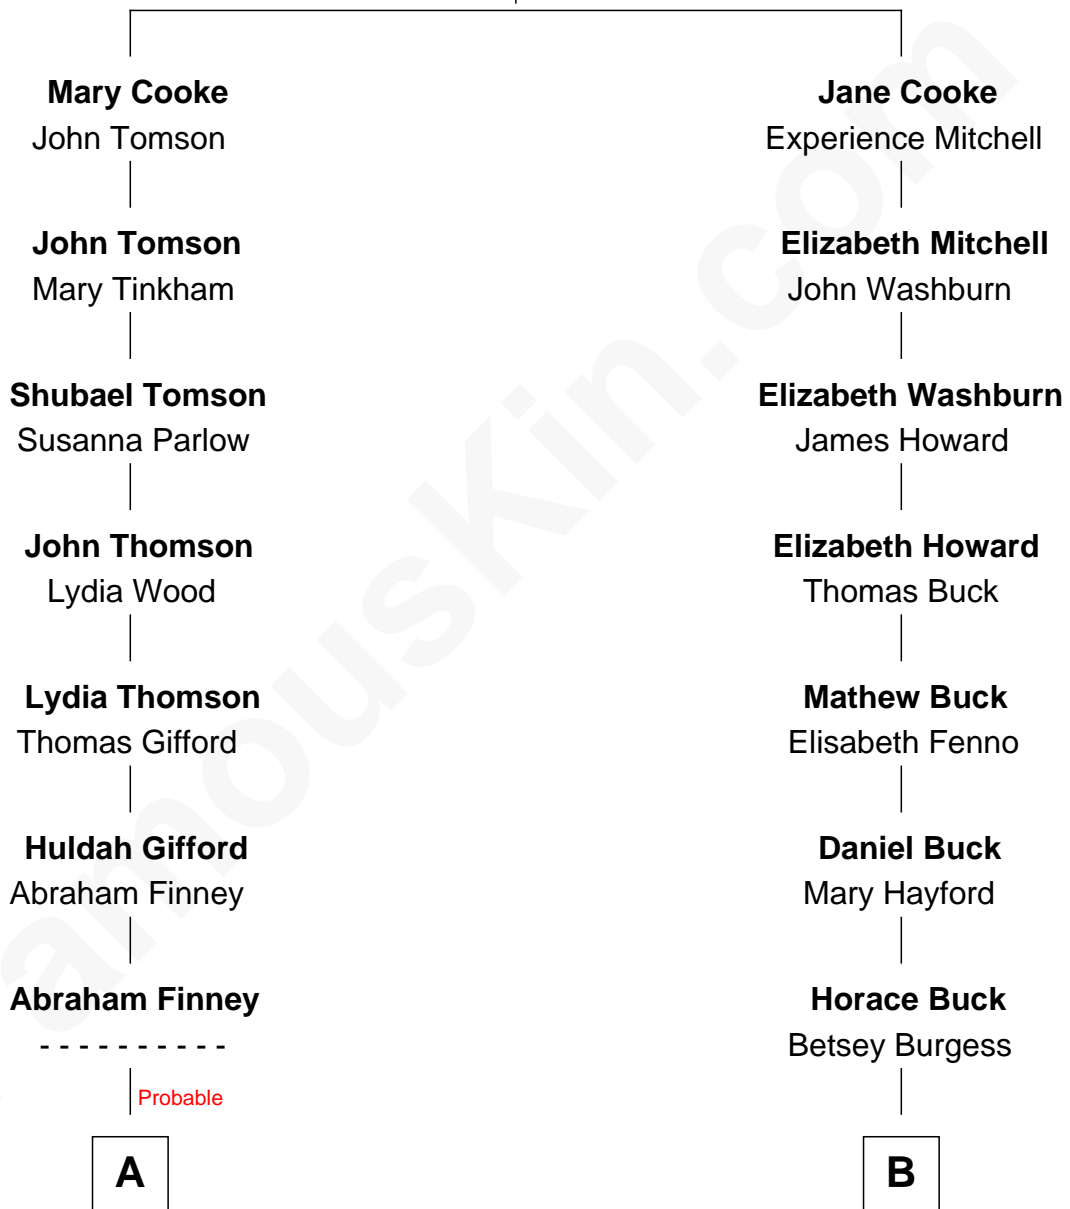 Mary Cooke
John Tomson
Jane Cooke
Experience Mitchell
John Tomson
Mary Tinkham
Elizabeth Mitchell
John Washburn
Shubael Tomson
Susanna Parlow
Elizabeth Washburn
James Howard
John Thomson
Lydia Wood
Elizabeth Howard
Thomas Buck
Lydia Thomson
Thomas Gifford
Mathew Buck
Elisabeth Fenno
Huldah Gifford
Abraham Finney
Daniel Buck
Mary Hayford
Abraham Finney
- - - - - - - - - -
Horace Buck
Betsey Burgess
Probable
A
B
amousKin.com